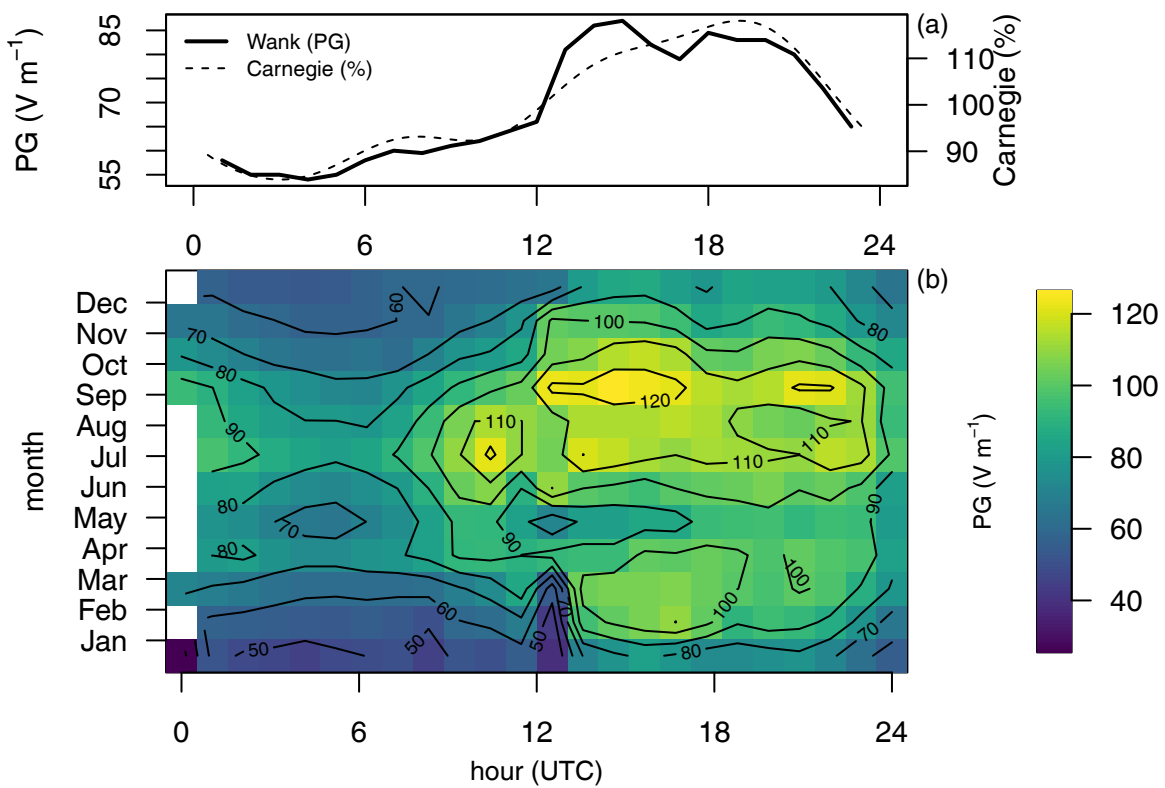 (a)
PG (V m⁻¹)
85
70
55
Wank (PG)
Carnegie (%)
110
100
90
Carnegie (%)
0 6 12 18 24
(b)
month
Dec
Nov
Oct
Sep
Aug
Jul
Jun
May
Apr
Mar
Feb
Jan
60
70
80
90
80
70
80
60
50
50
50
70
80
70
100
100
90
90
110
110
110
120
100
80
0 6 12 18 24
hour (UTC)
PG (V m⁻¹)
120
100
80
60
40